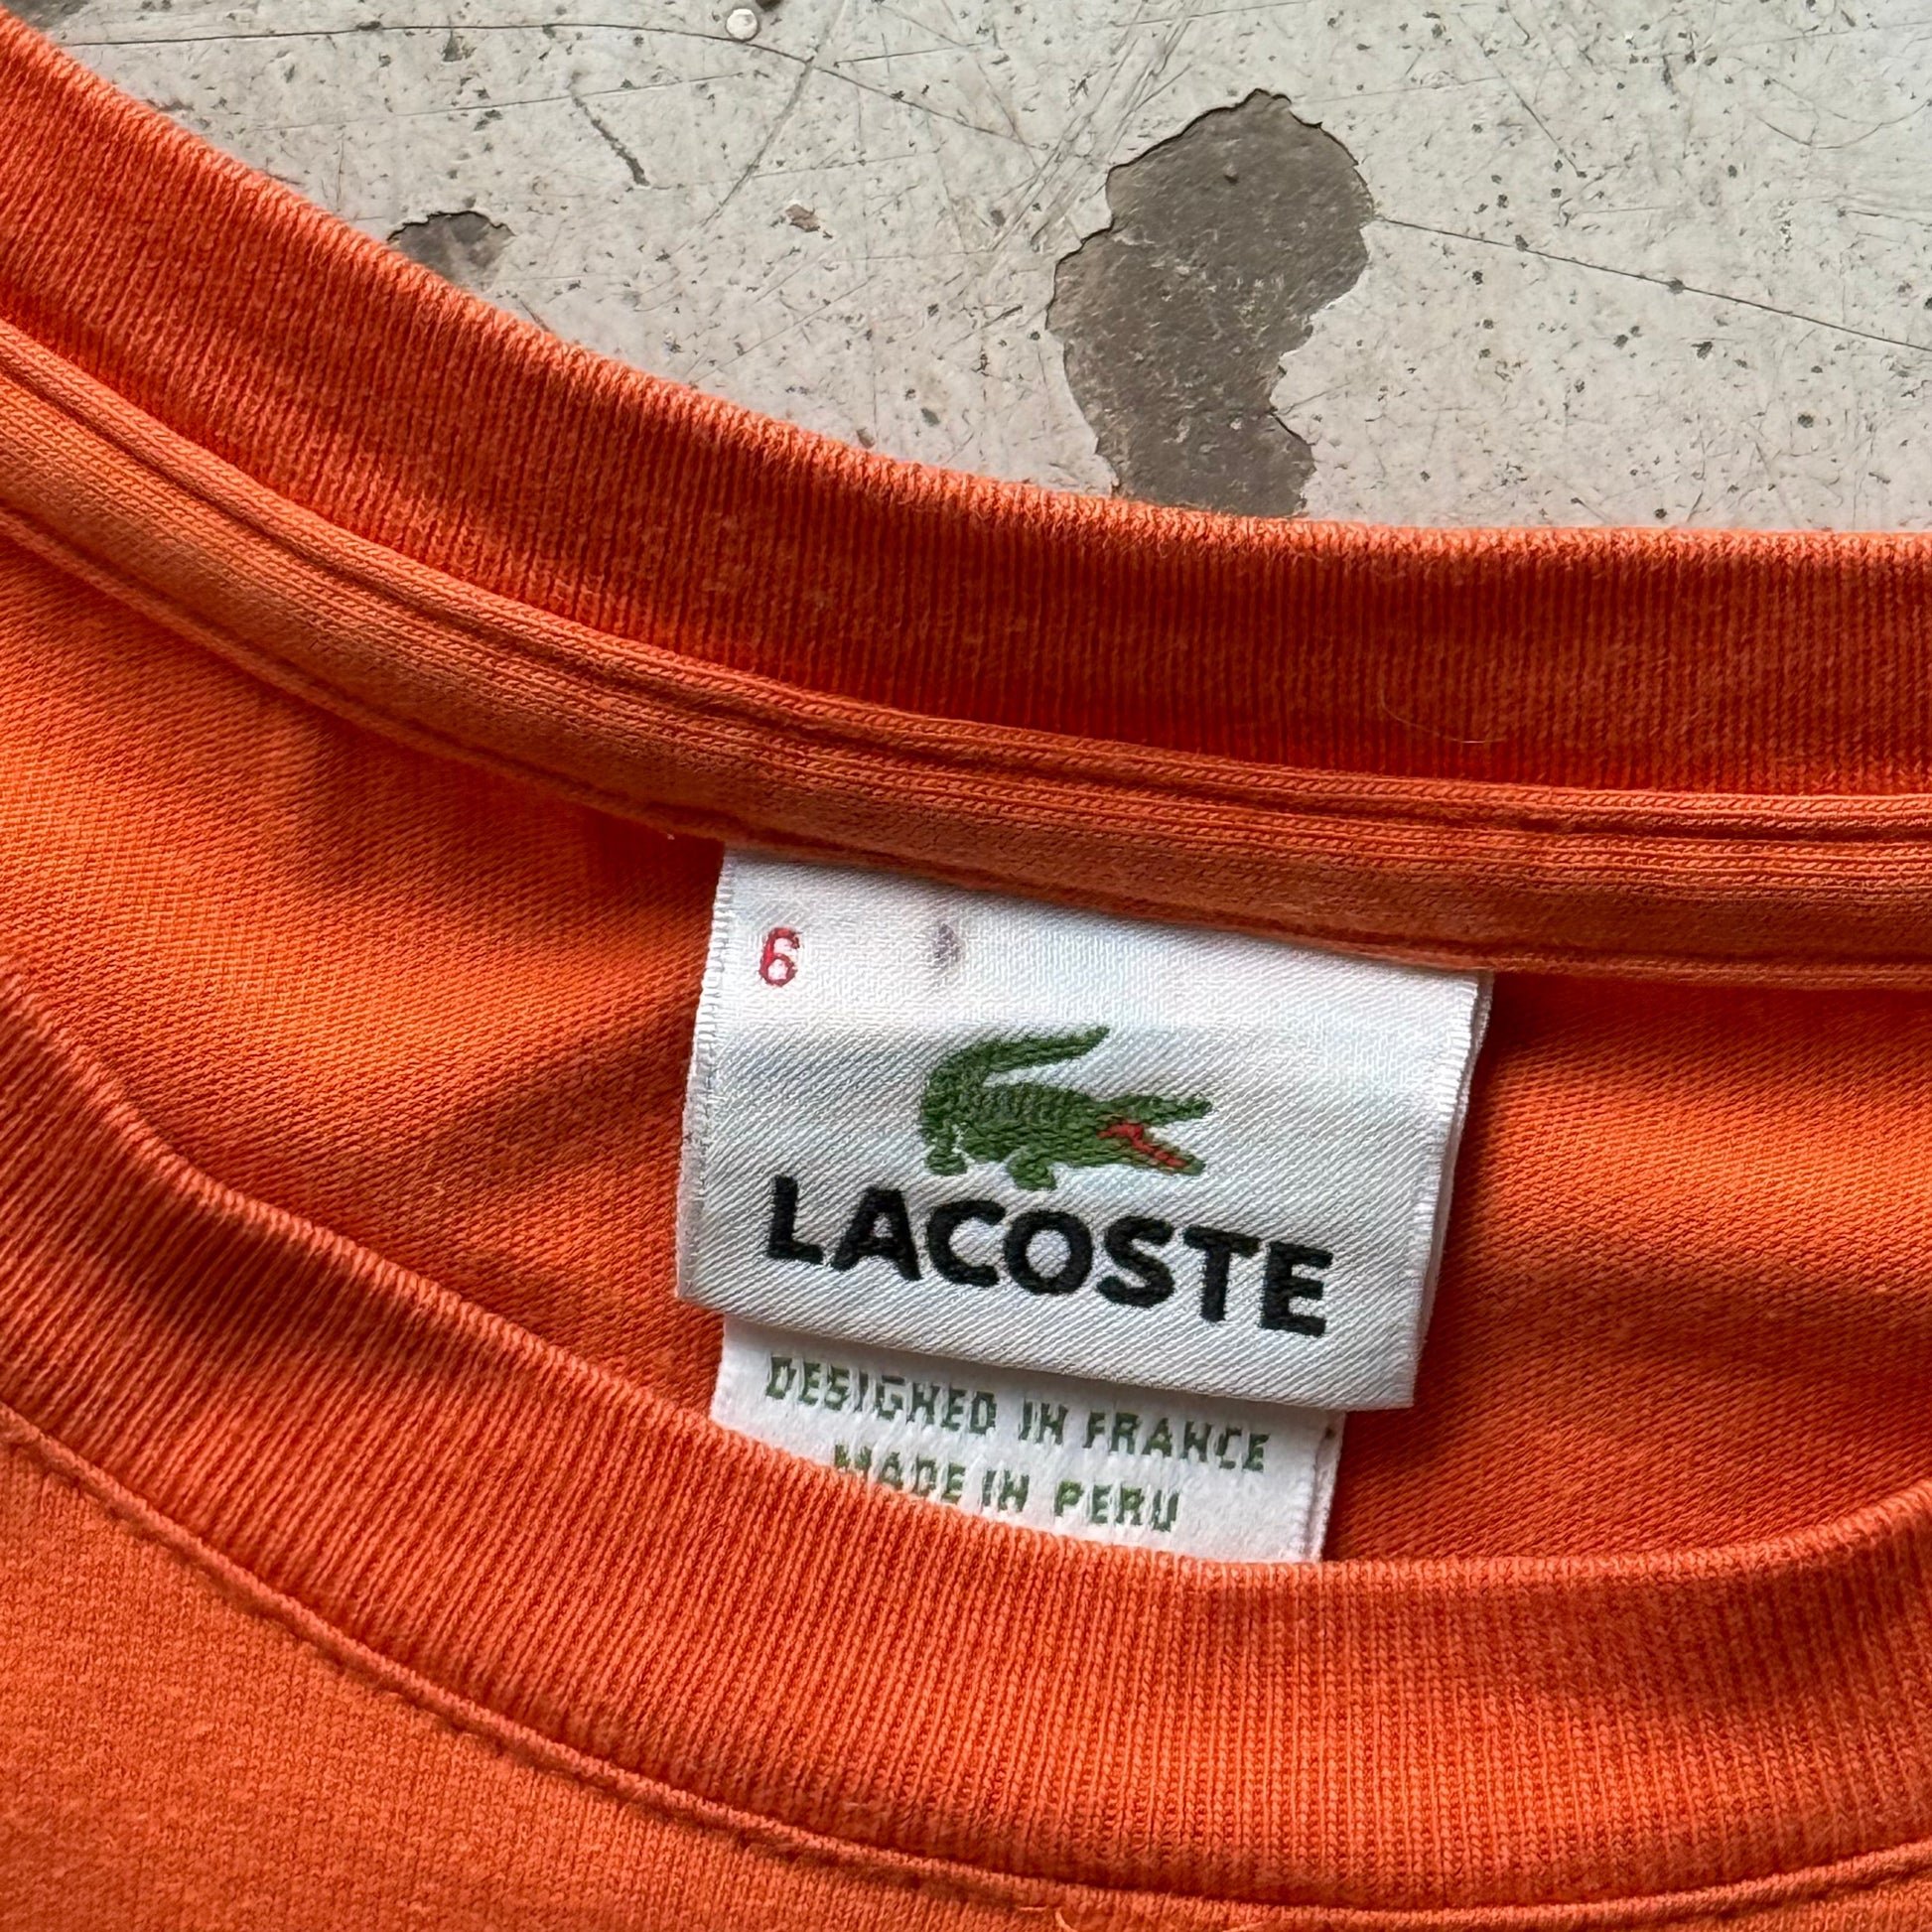 6
LACOSTE
DESIGNED IN FRANCE
MADE IN PERU